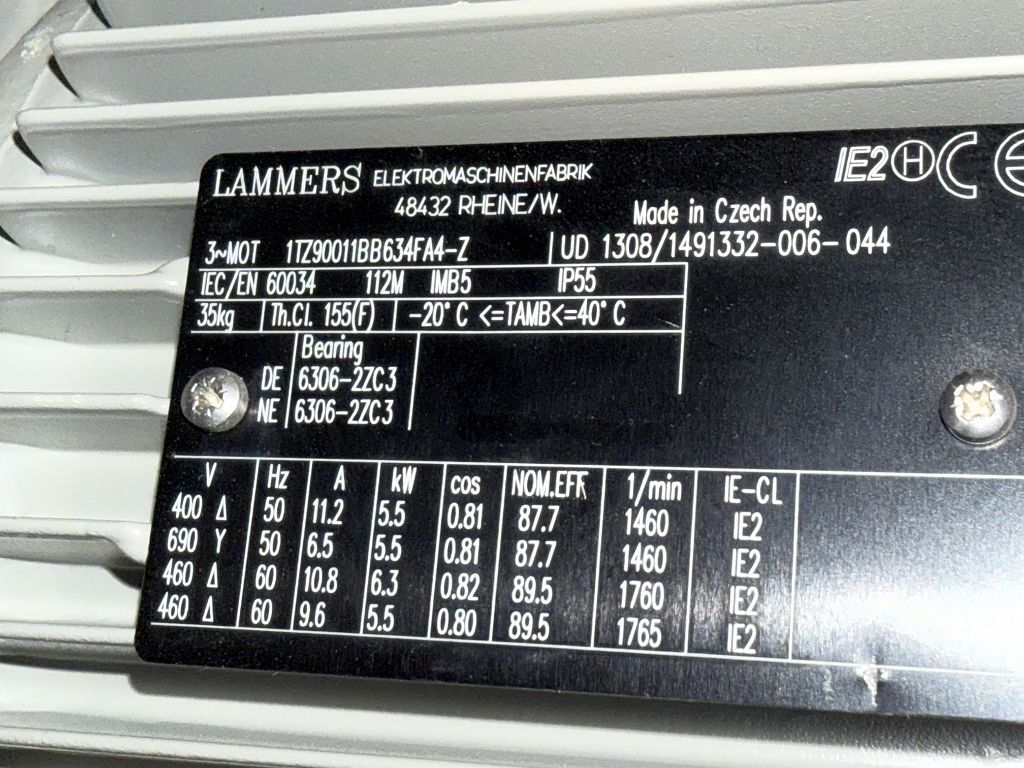 LAMMERS ELEKTROMASCHINENFABRIK
48432 RHEINE/W.
IE2 H CE
Made in Czech Rep.
3~MOT 1TZ90011BB634FA4-Z UD 1308/1491332-006-044
IEC/EN 60034 112M IMB5 IP55
35kg Th.Cl. 155(F) -20°C <=TAMB<=40°C
Bearing
DE 6306-2ZC3
NE 6306-2ZC3
V Hz A kW cos NOM.EFF 1/min IE-CL
400 Δ 50 11.2 5.5 0.81 87.7 1460 IE2
690 Y 50 6.5 5.5 0.81 87.7 1460 IE2
460 Δ 60 10.8 6.3 0.82 89.5 1760 IE2
460 Δ 60 9.6 5.5 0.80 89.5 1765 IE2